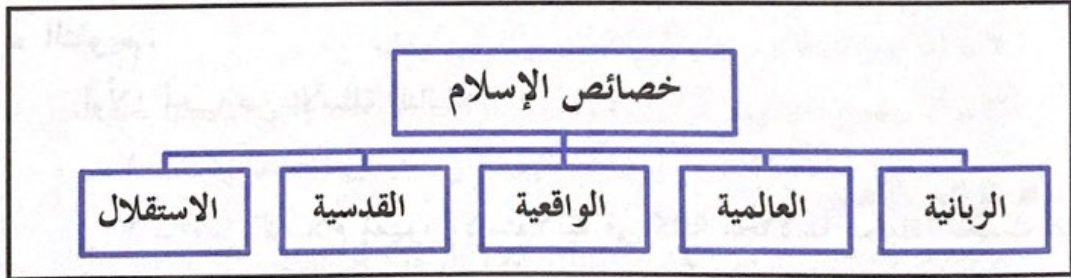 خصائص الإسلام
الربانية
العالمية
الواقعية
القدسية
الاستقلال